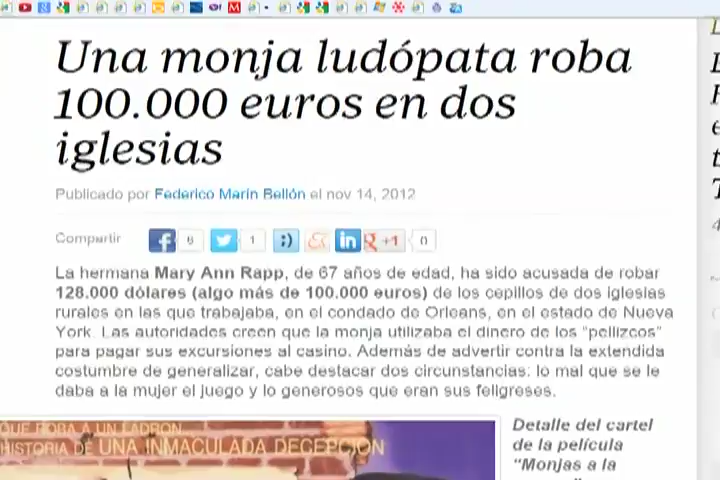 Una monja ludópata roba
100.000 euros en dos
iglesias
Publicado por Federico Marín Bellón el nov 14, 2012
Compartir 6 1 ;) in +1 0
La hermana Mary Ann Rapp, de 67 años de edad, ha sido acusada de robar
128.000 dólares (algo más de 100.000 euros) de los cepillos de dos iglesias
rurales en las que trabajaba, en el condado de Orleans, en el estado de Nueva
York. Las autoridades creen que la monja utilizaba el dinero de los "pellizcos"
para pagar sus excursiones al casino. Además de advertir contra la extendida
costumbre de generalizar, cabe destacar dos circunstancias: lo mal que se le
daba a la mujer el juego y lo generosos que eran sus feligreses.
QUE ROBA A UN LADRON...
HISTORIA DE UNA INMACULADA DECEPCION
Detalle del cartel
de la película
"Monjas a la